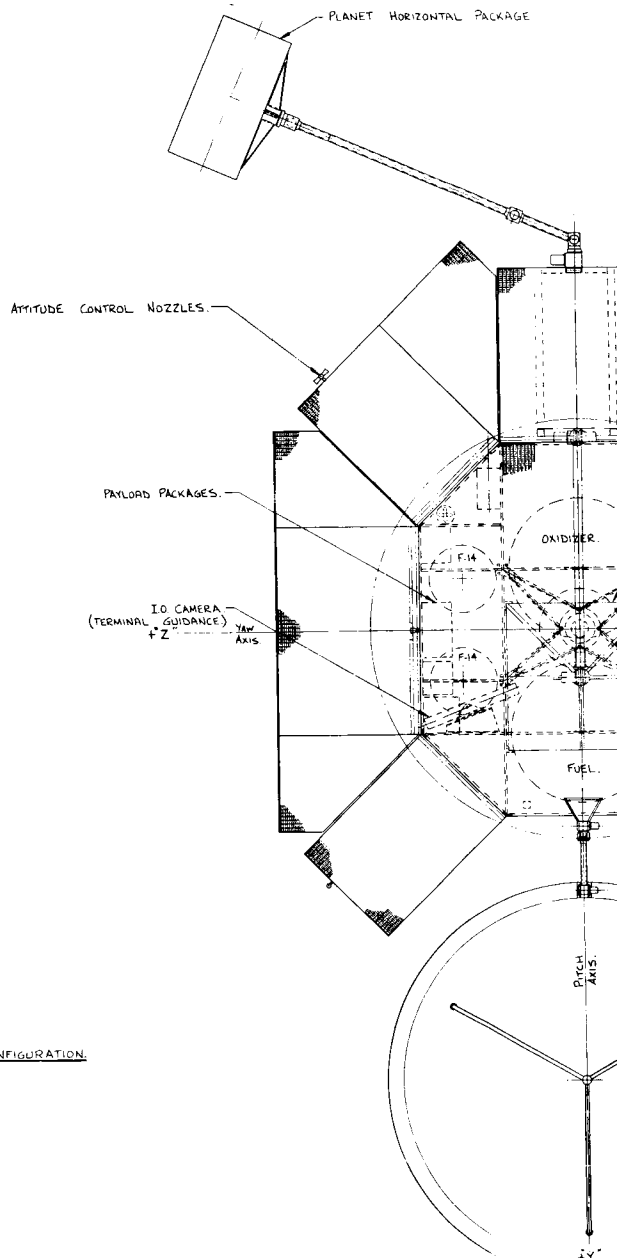 PLANET HORIZONTAL PACKAGE
ATTITUDE CONTROL NOZZLES.
PAYLOAD PACKAGES.
OXIDIZER.
F-14
I.O. CAMERA.
(TERMINAL GUIDANCE)
+"Z"
YAW
AXIS.
F-14
FUEL.
PITCH
AXIS.
NFIGURATION.